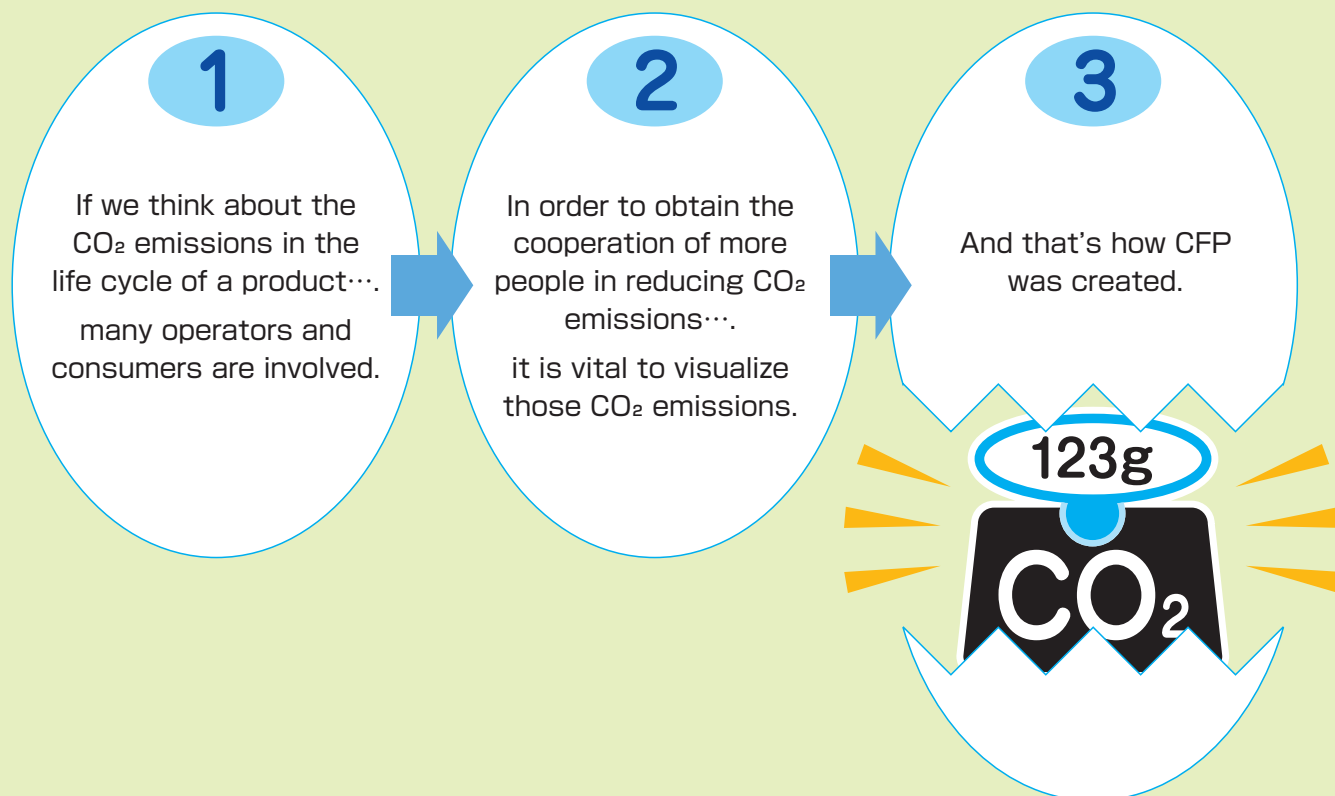 1
If we think about the
CO₂ emissions in the
life cycle of a product….
many operators and
consumers are involved.
2
In order to obtain the
cooperation of more
people in reducing CO₂
emissions….
it is vital to visualize
those CO₂ emissions.
3
And that's how CFP
was created.
123g
CO₂